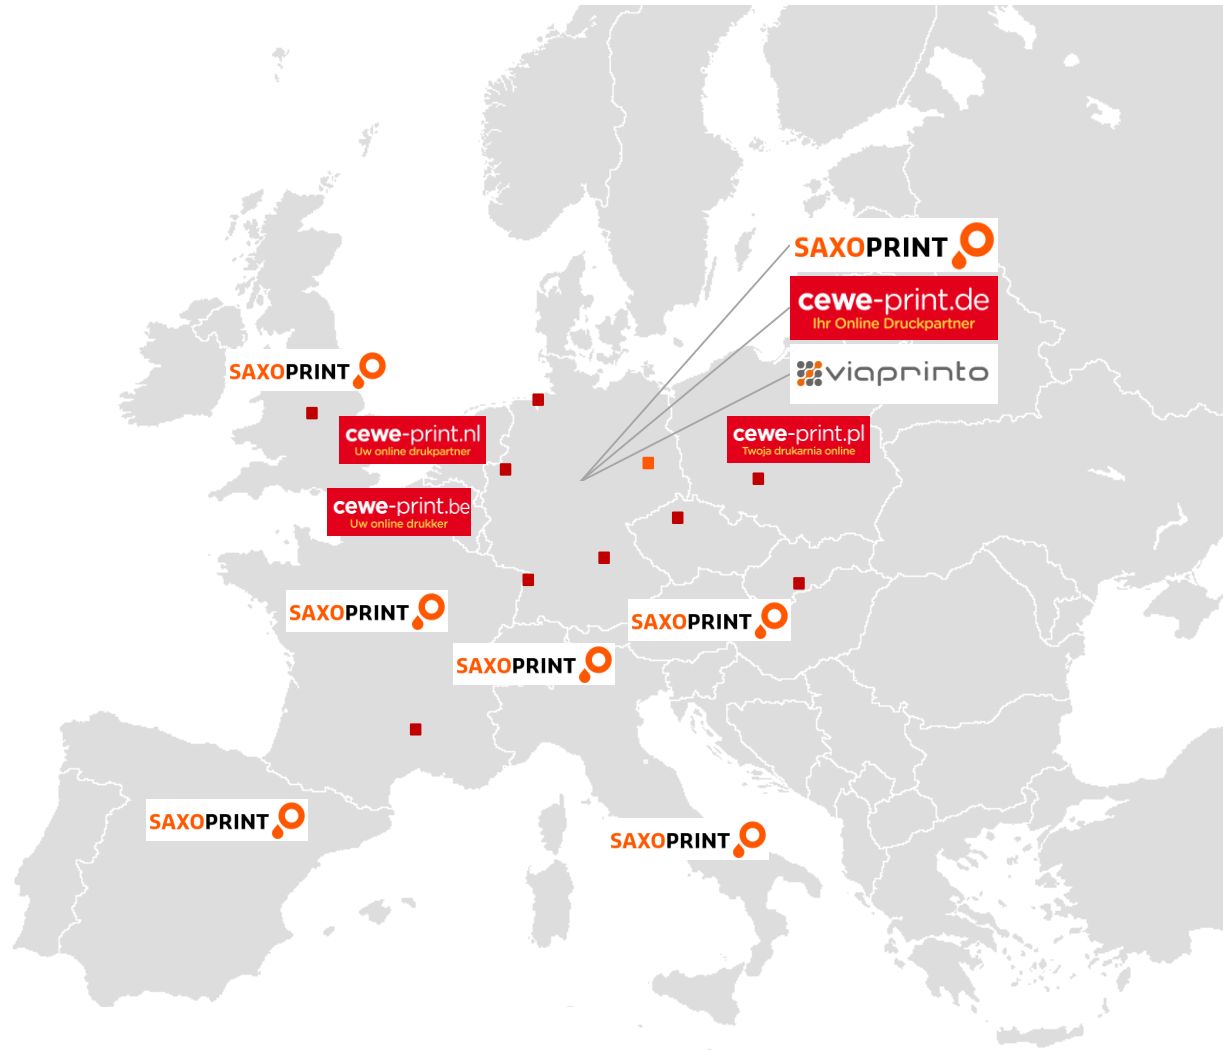 SAXOPRINT
cewe-print.de
Ihr Online Druckpartner
viaprinto
SAXOPRINT
cewe-print.nl
Uw online drukpartner
cewe-print.pl
Twoja drukarnia online
cewe-print.be
Uw online drukker
SAXOPRINT
SAXOPRINT
SAXOPRINT
SAXOPRINT
SAXOPRINT